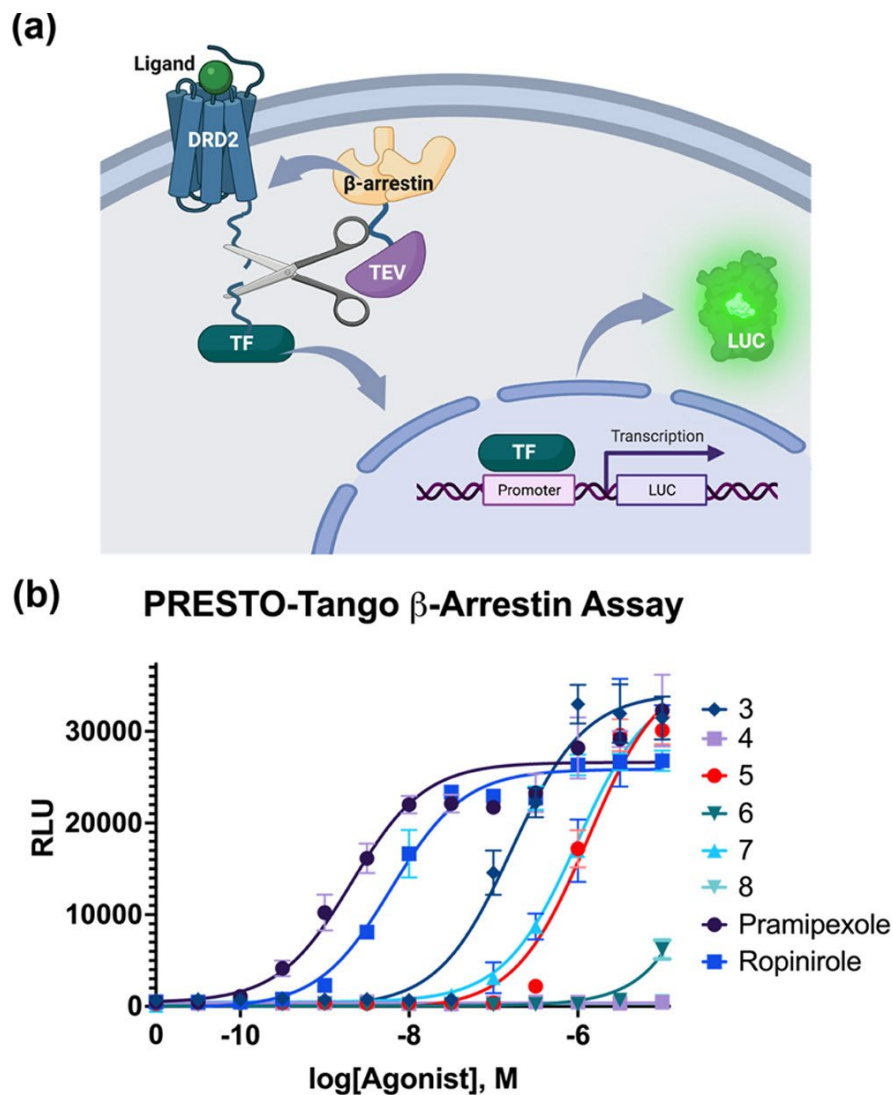 (a)
Ligand
DRD2
β-arrestin
TEV
TF
LUC
TF
Transcription
Promoter
LUC
(b)
PRESTO-Tango β-Arrestin Assay
RLU
30000
20000
10000
0
0
-10
-8
-6
log[Agonist], M
3
4
5
6
7
8
Pramipexole
Ropinirole